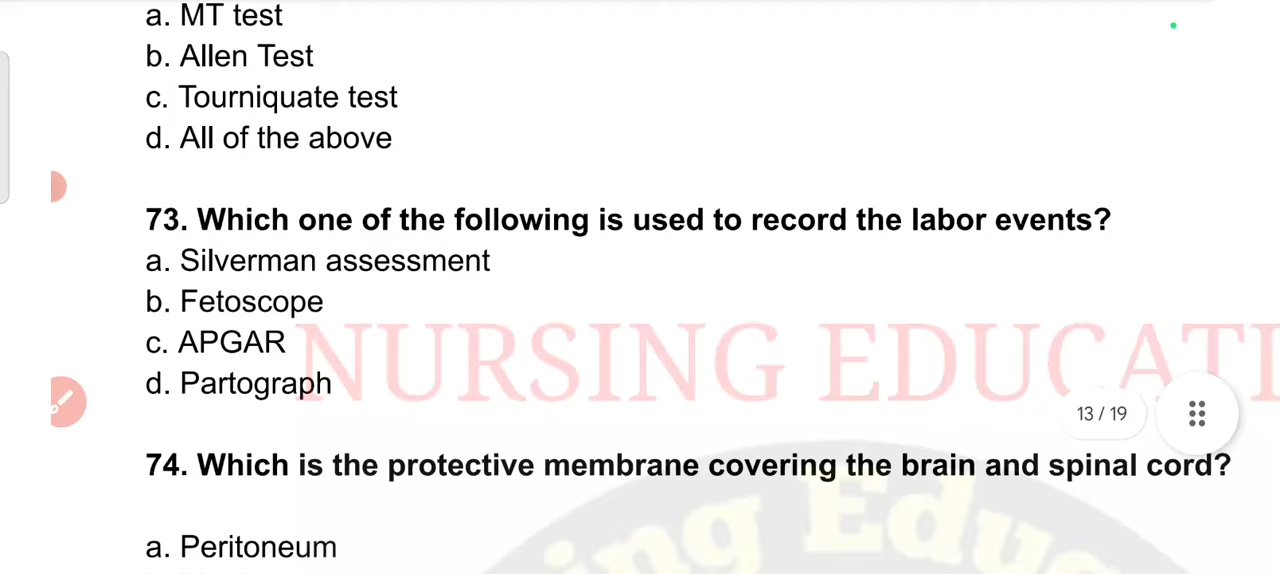 a. MT test
b. Allen Test
c. Tourniquate test
d. All of the above
73. Which one of the following is used to record the labor events?
a. Silverman assessment
b. Fetoscope
c. APGAR
d. Partograph
NURSING EDUCATI
13 / 19
74. Which is the protective membrane covering the brain and spinal cord?
ing Educ
a. Peritoneum